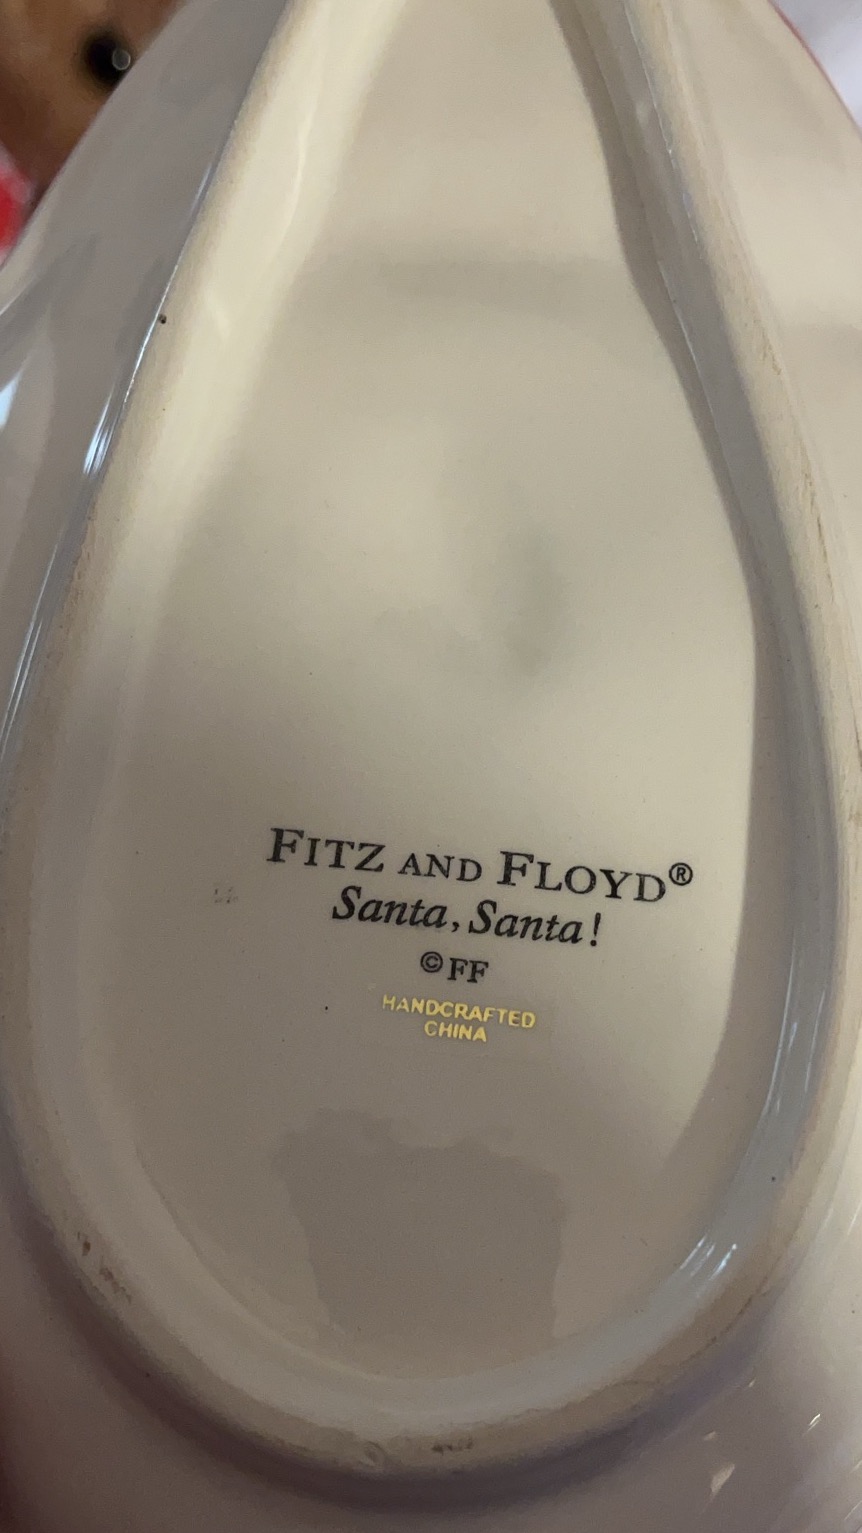 FITZ AND FLOYD®
Santa, Santa!
©FF
HANDCRAFTED
CHINA